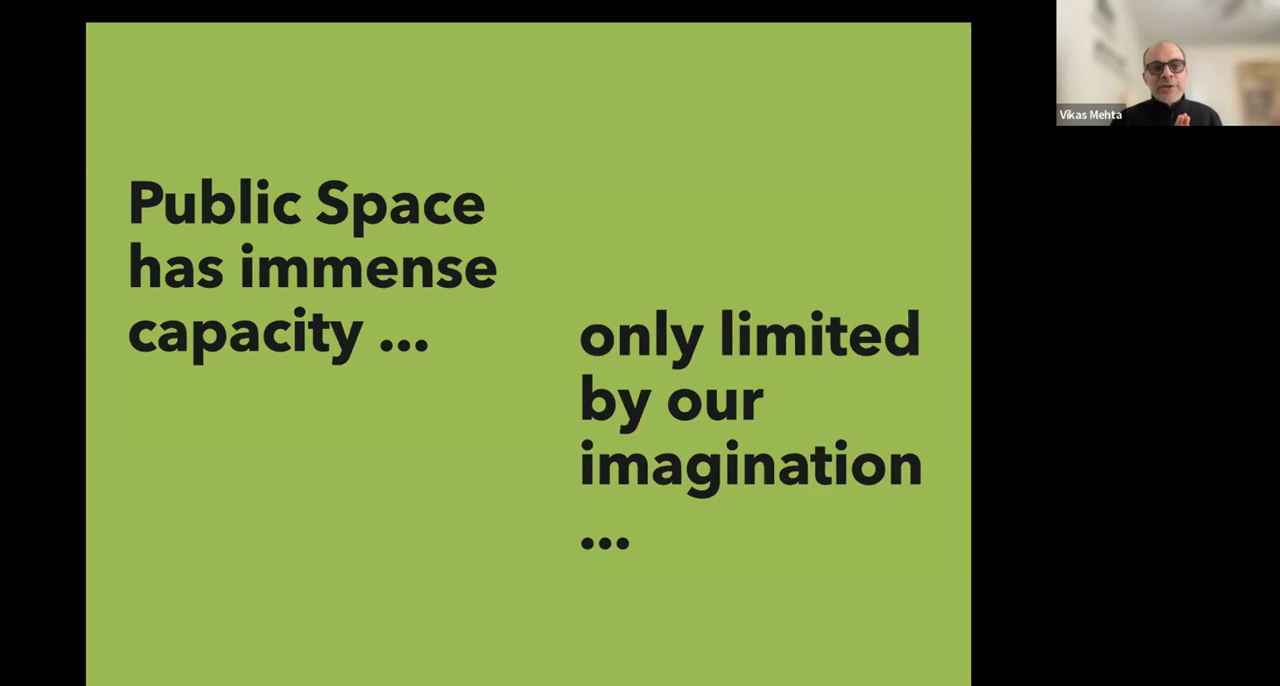 Public Space
has immense
capacity ...
only limited
by our
imagination
...
Vikas Mehta